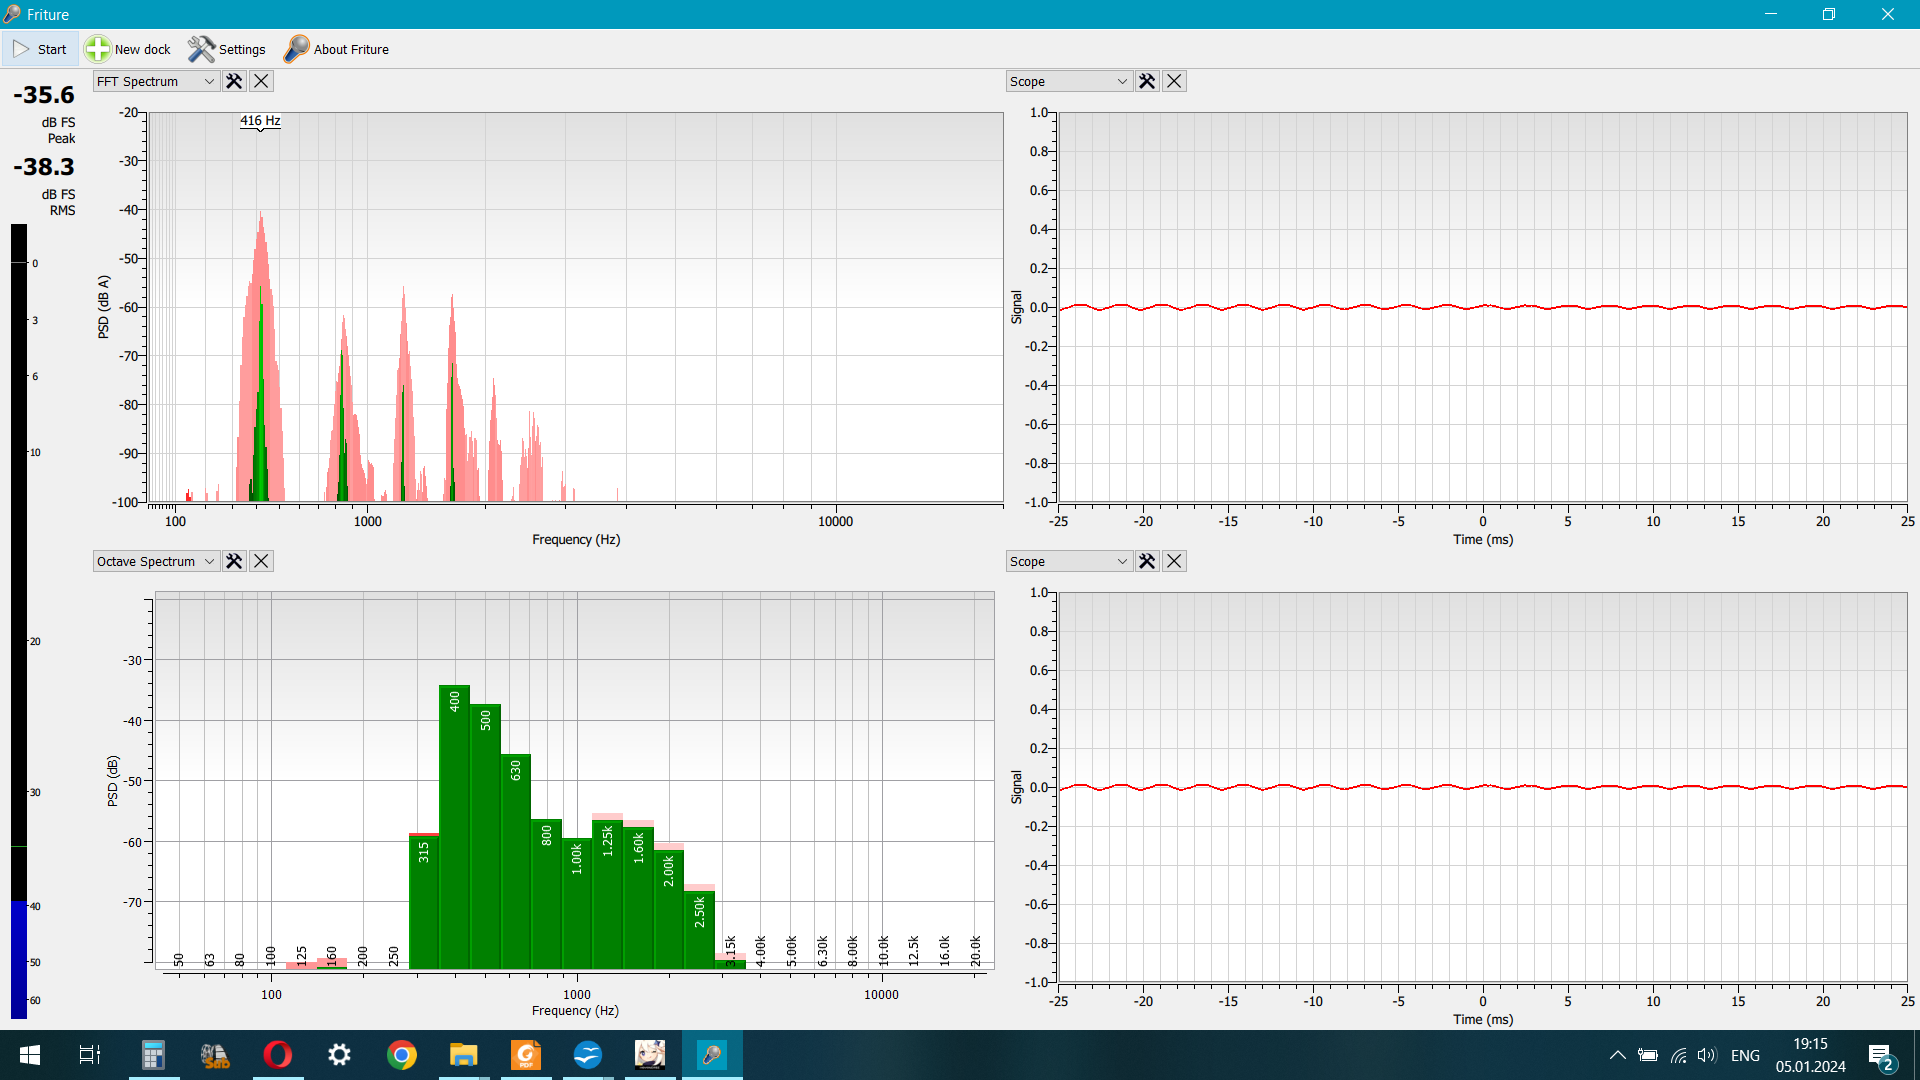 Friture
Start New dock Settings About Friture
-35.6
dB FS
Peak
-38.3
dB FS
RMS
0
3
6
10
20
30
40
50
60
FFT Spectrum
416 Hz
-20
-30
-40
-50
-60
-70
-80
-90
-100
PSD (dB A)
100 1000 10000
Frequency (Hz)
Scope
1.0
0.8
0.6
0.4
0.2
0.0
-0.2
-0.4
-0.6
-0.8
-1.0
Signal
-25 -20 -15 -10 -5 0 5 10 15 20 25
Time (ms)
Octave Spectrum
-30
-40
-50
-60
-70
PSD (dB)
50 63 80 100 125 160 200 250 315 400 500 630 800 1.00k 1.25k 1.60k 2.00k 2.50k 3.15k 4.00k 5.00k 6.30k 8.00k 10.0k 12.5k 16.0k 20.0k
100 1000 10000
Frequency (Hz)
Scope
1.0
0.8
0.6
0.4
0.2
0.0
-0.2
-0.4
-0.6
-0.8
-1.0
Signal
-25 -20 -15 -10 -5 0 5 10 15 20 25
Time (ms)
Sab
PDF
ENG
19:15
05.01.2024
2